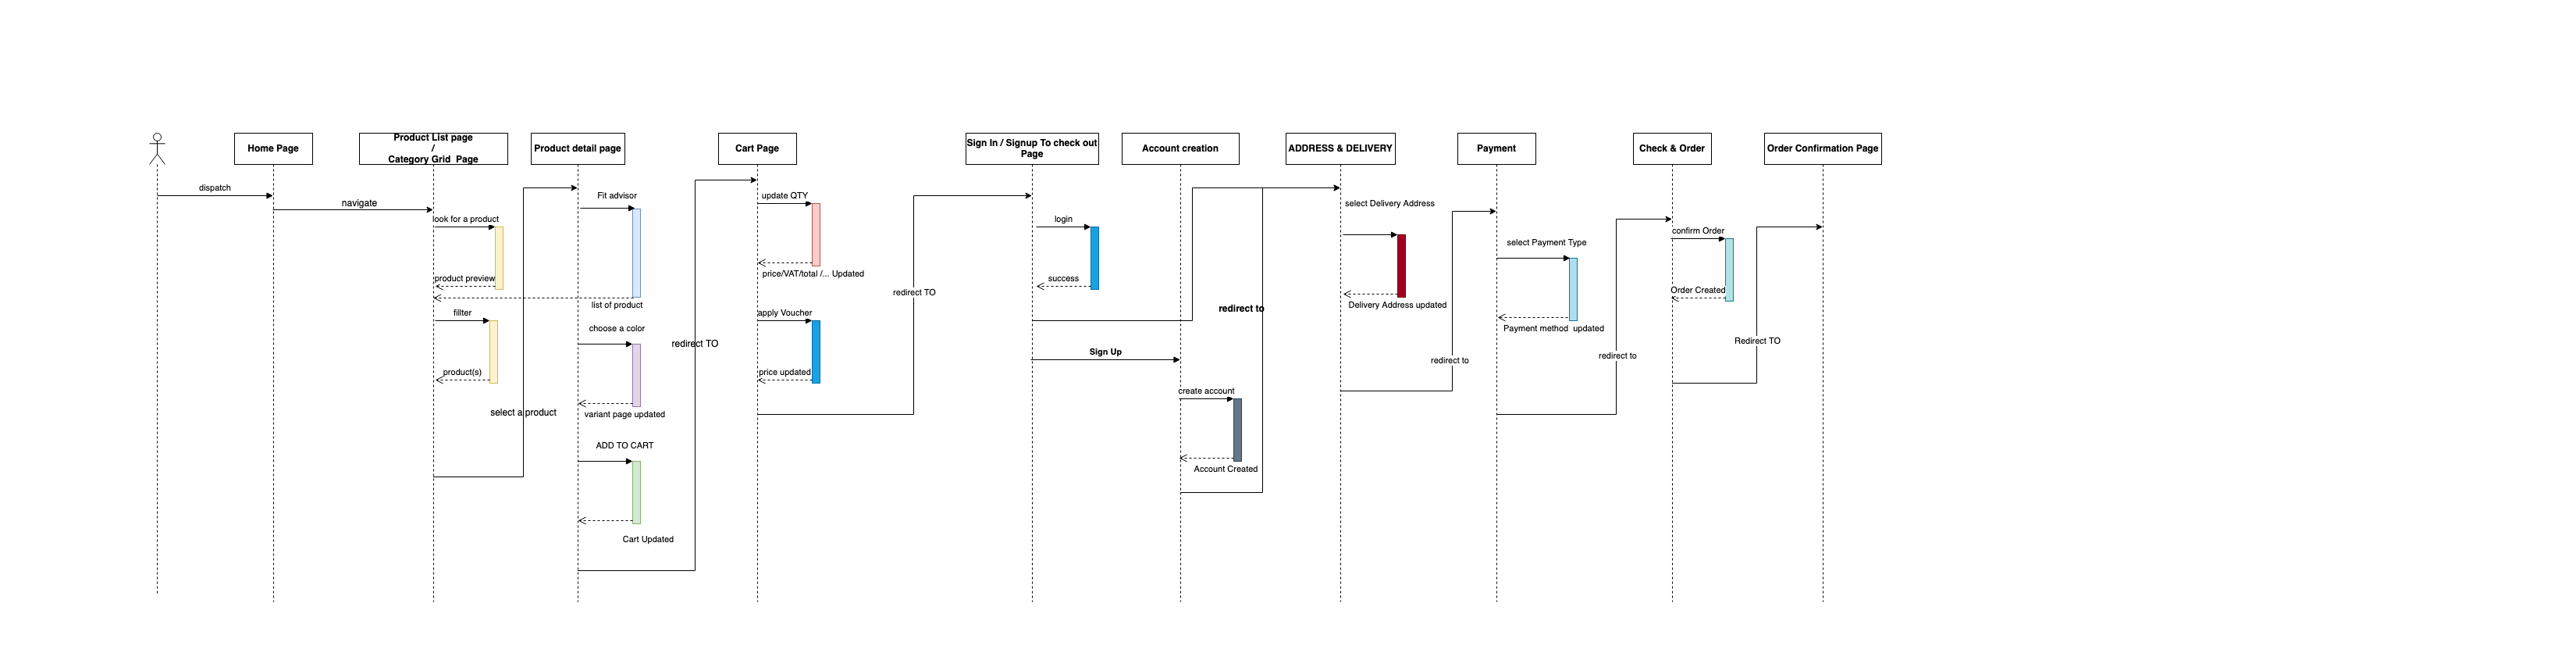 Home Page
Product List page
/
Category Grid  Page
Product detail page
Cart Page
Sign In / Signup To check out
Page
Account creation
ADDRESS & DELIVERY
Payment
Check & Order
Order Confirmation Page
dispatch
navigate
look for a product
product preview
fillter
product(s)
select a product
Fit advisor
list of product
choose a color
variant page updated
ADD TO CART
Cart Updated
redirect TO
update QTY
price/VAT/total /... Updated
apply Voucher
price updated
redirect TO
login
success
Sign Up
create account
Account Created
redirect to
select Delivery Address
Delivery Address updated
redirect to
select Payment Type
Payment method  updated
redirect to
confirm Order
Order Created
Redirect TO